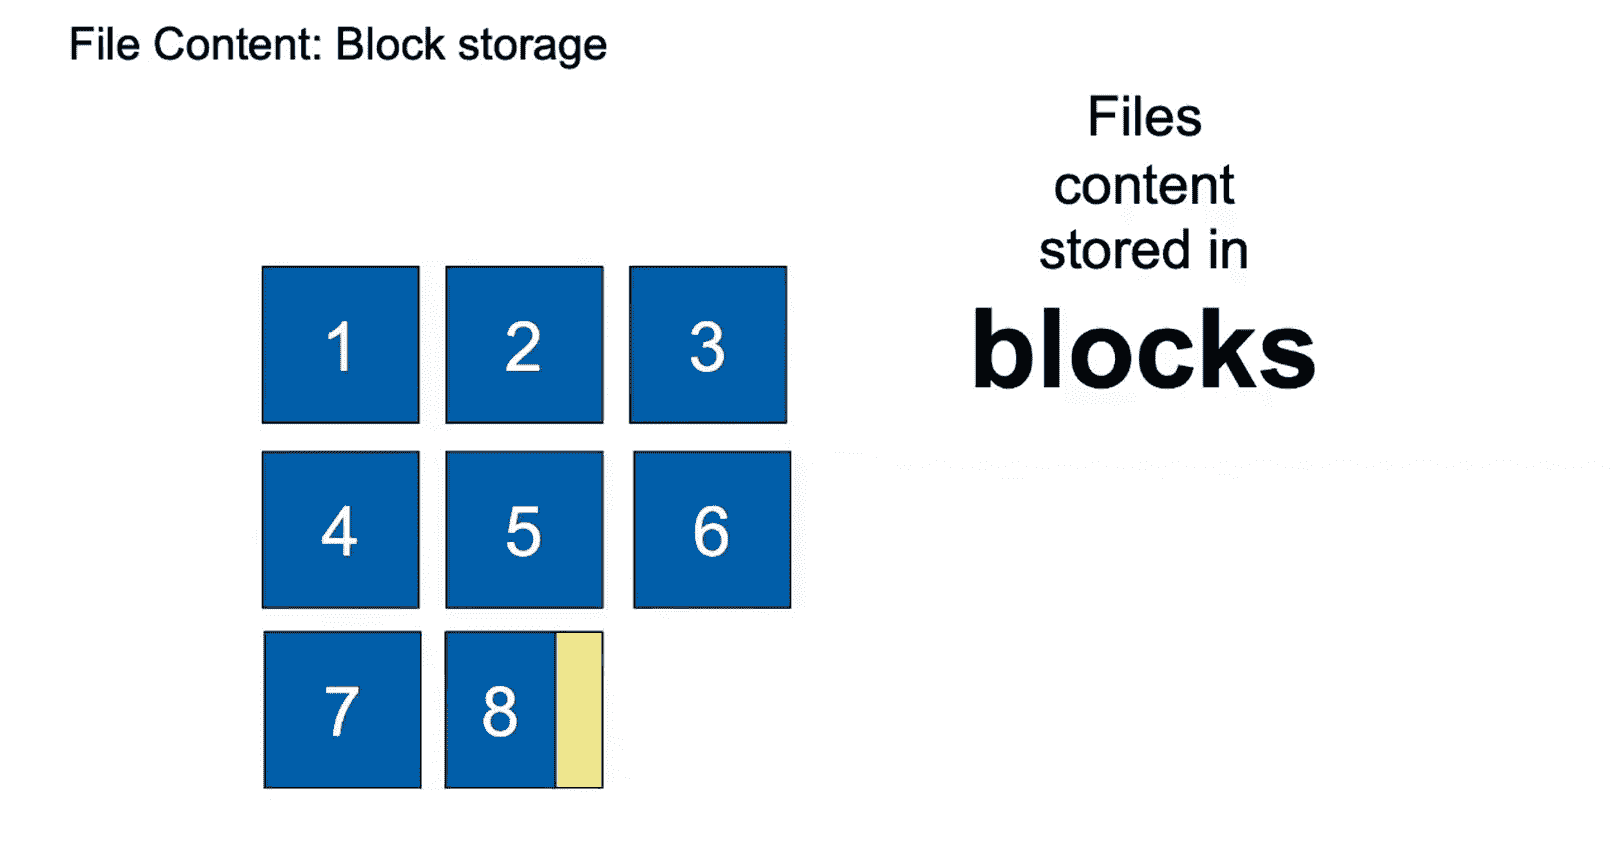 File Content: Block storage
Files
content
stored in
blocks
1 2 3
4 5 6
7 8